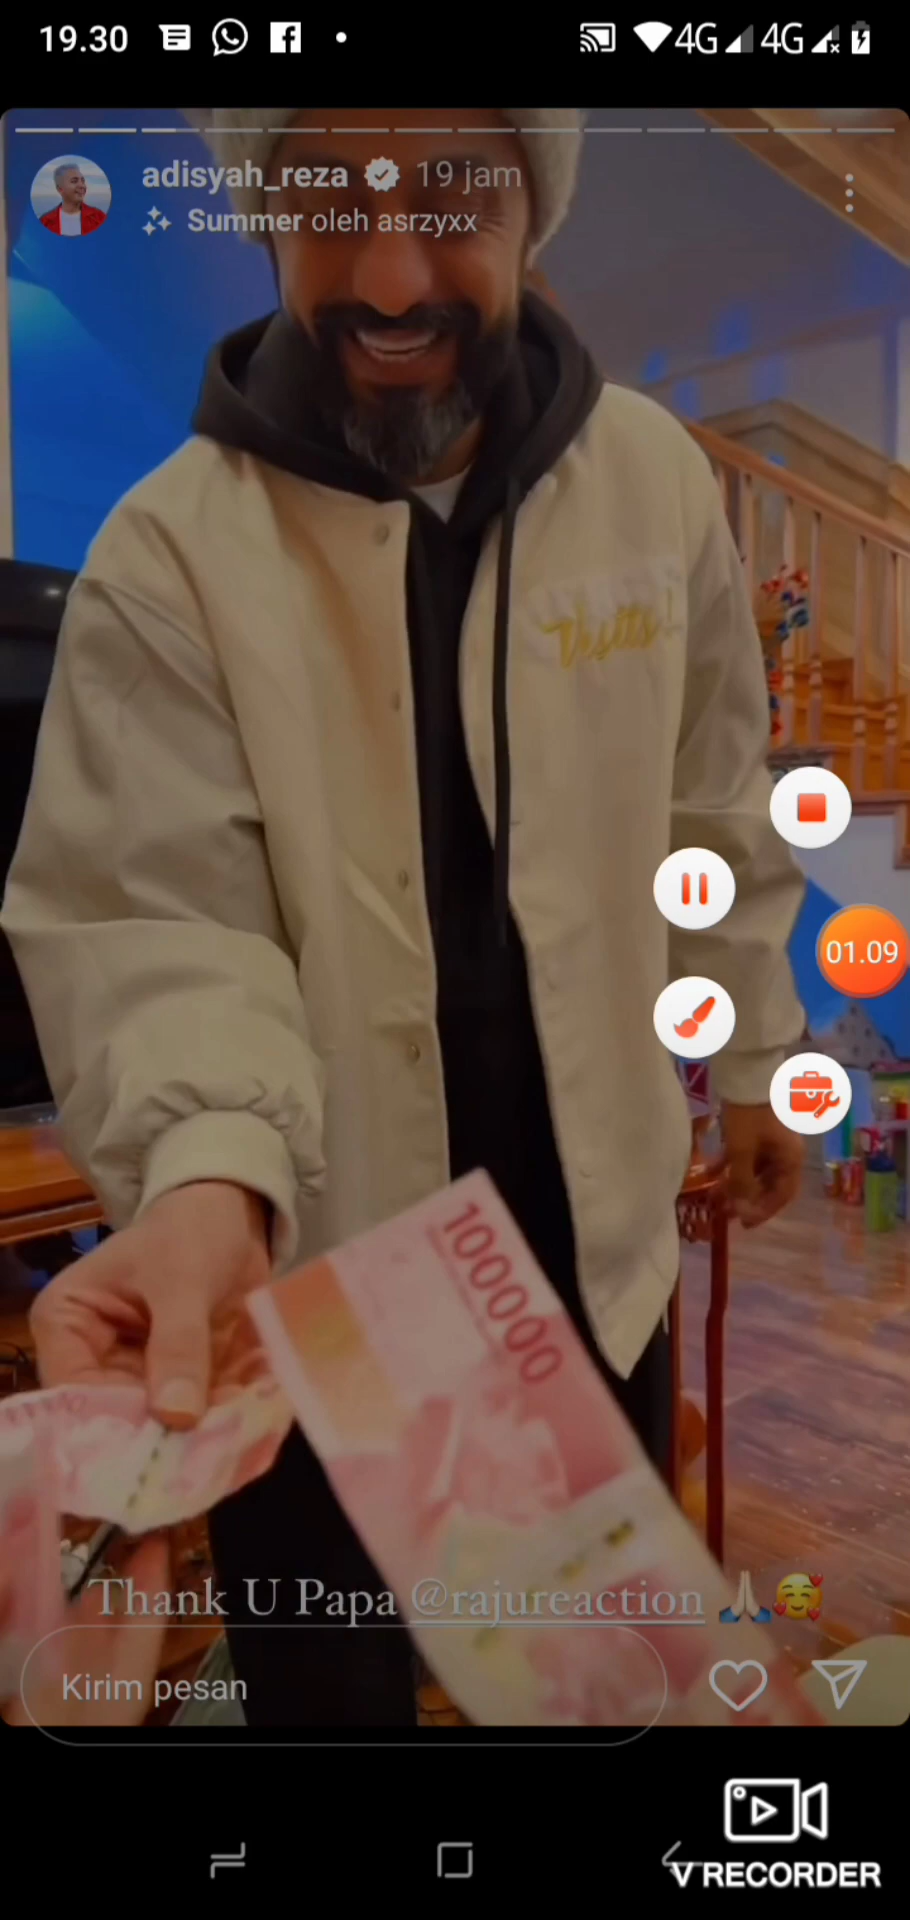 19.30
4G 4G
adisyah_reza 19 jam
Summer oleh asrzyxx
01.09
100000
Thank U Papa @rajureaction 🙏🏻🥰
Kirim pesan
V RECORDER